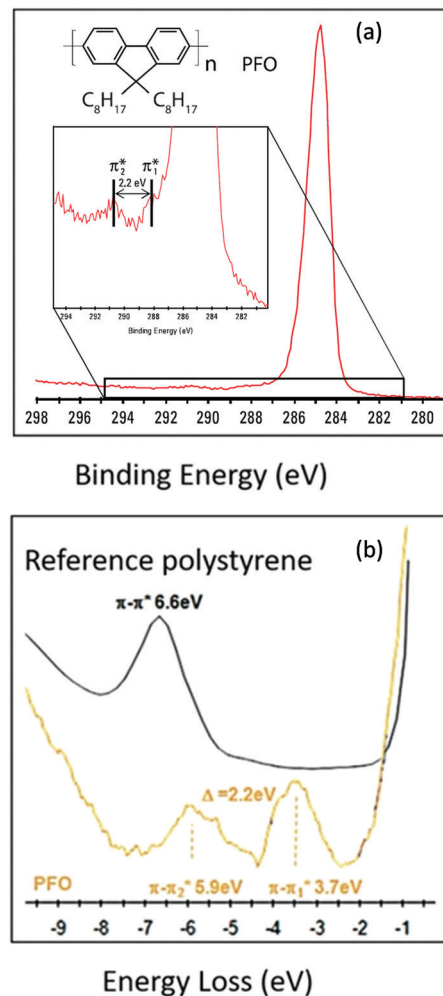 (a)
n PFO
C8H17 C8H17
π2* π1*
2.2 eV
294 292 290 288 286 284 282
Binding Energy (eV)
298 296 294 292 290 288 286 284 282 280
Binding Energy (eV)
(b)
Reference polystyrene
π-π* 6.6eV
Δ =2.2eV
PFO
π-π2* 5.9eV π-π1* 3.7eV
-9 -8 -7 -6 -5 -4 -3 -2 -1
Energy Loss (eV)